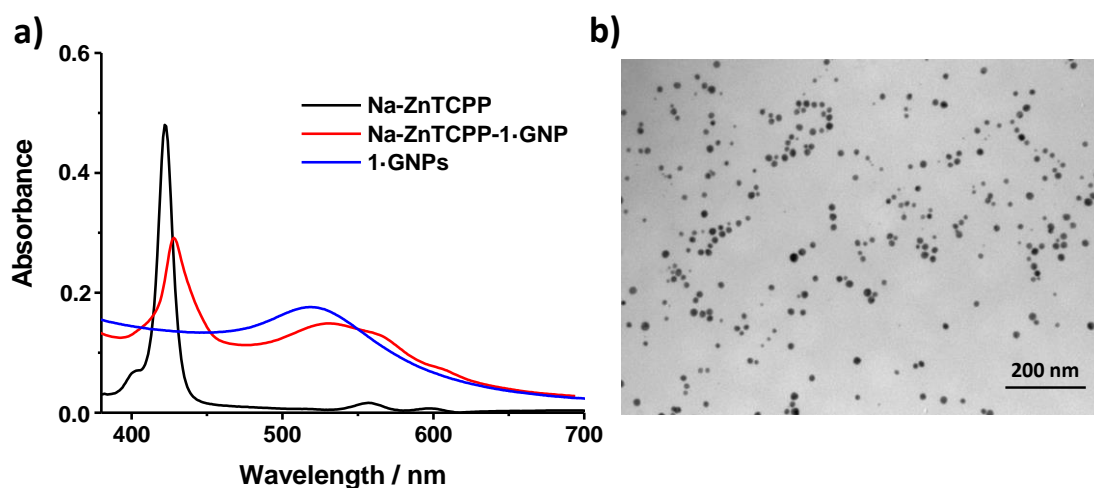 a)
0.6
0.4
0.2
0.0
Absorbance
400
500
600
700
Wavelength / nm
Na-ZnTCPP
Na-ZnTCPP-1·GNP
1·GNPs
b)
200 nm